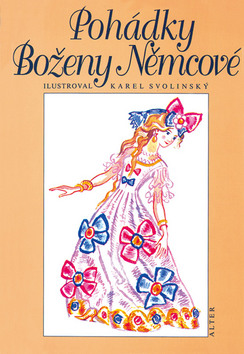 Pohádky
Boženy Němcové
ILUSTROVAL KAREL SVOLINSKÝ
ALTER